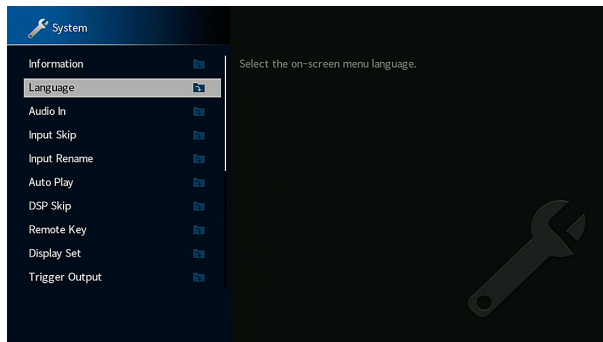 System
Information
Language
Select the on-screen menu language.
Audio In
Input Skip
Input Rename
Auto Play
DSP Skip
Remote Key
Display Set
Trigger Output